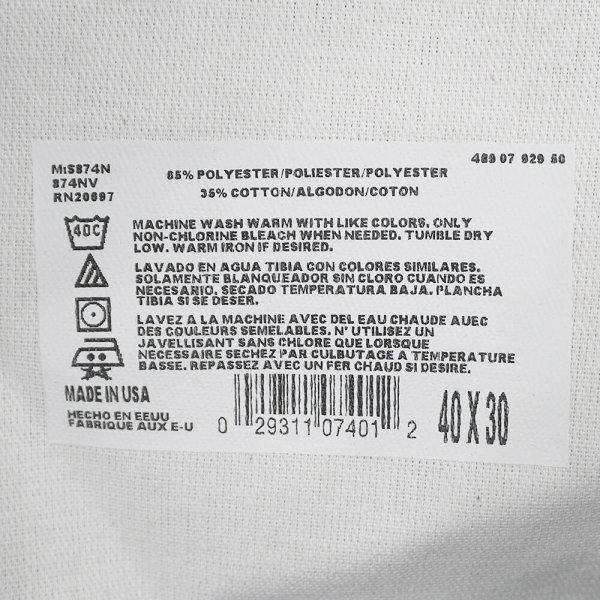 MtS874N
874NV
RN20697
65% POLYESTER/POLIESTER/POLYESTER
35% COTTON/ALGODON/COTON
469 07 929 50
40C
MACHINE WASH WARM WITH LIKE COLORS. ONLY
NON-CHLORINE BLEACH WHEN NEEDED. TUMBLE DRY
LOW. WARM IRON IF DESIRED.
LAVADO EN AGUA TIBIA CON COLORES SIMILARES.
SOLAMENTE BLANQUEADOR SIN CLORO CUANDO ES
NECESARIO. SECADO TEMPERATURA BAJA. PLANCHA
TIBIA SI SE DESER.
LAVEZ A LA MACHINE AVEC DEL EAU CHAUDE AUEC
DES COULEURS SEMELABLES. N' UTILISEZ UN
JAVELLISANT SANS CHLORE QUE LORSQUE
NECESSAIRE SECHEZ PAR CULBUTAGE A TEMPERATURE
BASSE. REPASSEZ AVEC UN FER CHAUD SI DESIRE.
MADE IN USA
HECHO EN EEUU
FABRIQUE AUX E-U
0 29311 07401 2
40 X 30